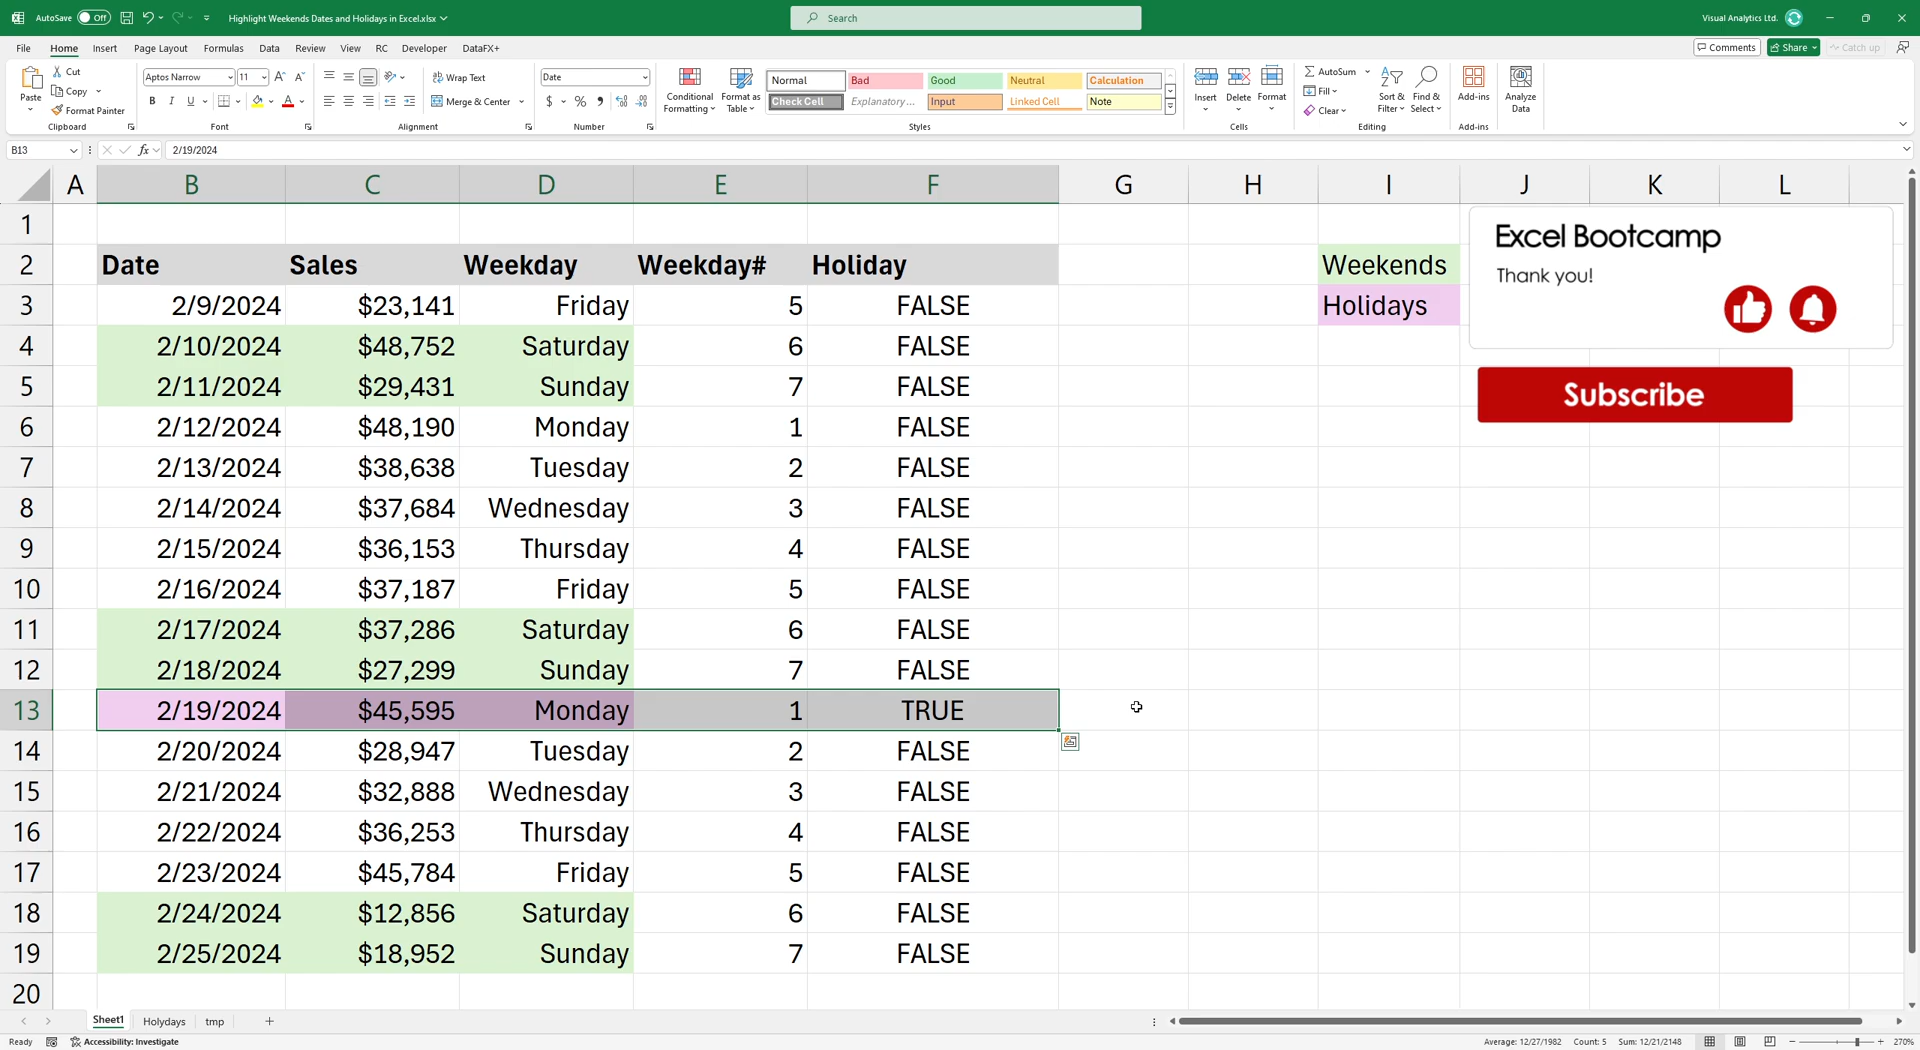 AutoSave Off Highlight Weekends Dates and Holidays in Excel.xlsx Search Visual Analytics Ltd.
File Home Insert Page Layout Formulas Data Review View RC Developer DataFX+ Comments Share Catch up
Paste Cut Copy Format Painter Clipboard
Aptos Narrow 11 A A B I U A Font
Wrap Text Merge & Center Alignment
Date $ % , Number
Conditional Formatting Format as Table
Normal Bad Good Neutral Calculation
Check Cell Explanatory ... Input Linked Cell Note
Styles
Insert Delete Format Cells
AutoSum Fill Clear Sort & Filter Find & Select Editing
Add-ins Add-ins
Analyze Data
B13 fx 2/19/2024
A B C D E F G H I J K L
1
2 Date Sales Weekday Weekday# Holiday Weekends
3 2/9/2024 $23,141 Friday 5 FALSE Holidays
4 2/10/2024 $48,752 Saturday 6 FALSE
5 2/11/2024 $29,431 Sunday 7 FALSE
6 2/12/2024 $48,190 Monday 1 FALSE
7 2/13/2024 $38,638 Tuesday 2 FALSE
8 2/14/2024 $37,684 Wednesday 3 FALSE
9 2/15/2024 $36,153 Thursday 4 FALSE
10 2/16/2024 $37,187 Friday 5 FALSE
11 2/17/2024 $37,286 Saturday 6 FALSE
12 2/18/2024 $27,299 Sunday 7 FALSE
13 2/19/2024 $45,595 Monday 1 TRUE
14 2/20/2024 $28,947 Tuesday 2 FALSE
15 2/21/2024 $32,888 Wednesday 3 FALSE
16 2/22/2024 $36,253 Thursday 4 FALSE
17 2/23/2024 $45,784 Friday 5 FALSE
18 2/24/2024 $12,856 Saturday 6 FALSE
19 2/25/2024 $18,952 Sunday 7 FALSE
20
Excel Bootcamp
Thank you!
Subscribe
Sheet1 Holydays tmp
Ready Accessibility: Investigate Average: 12/27/1982 Count: 5 Sum: 12/21/2148 270%